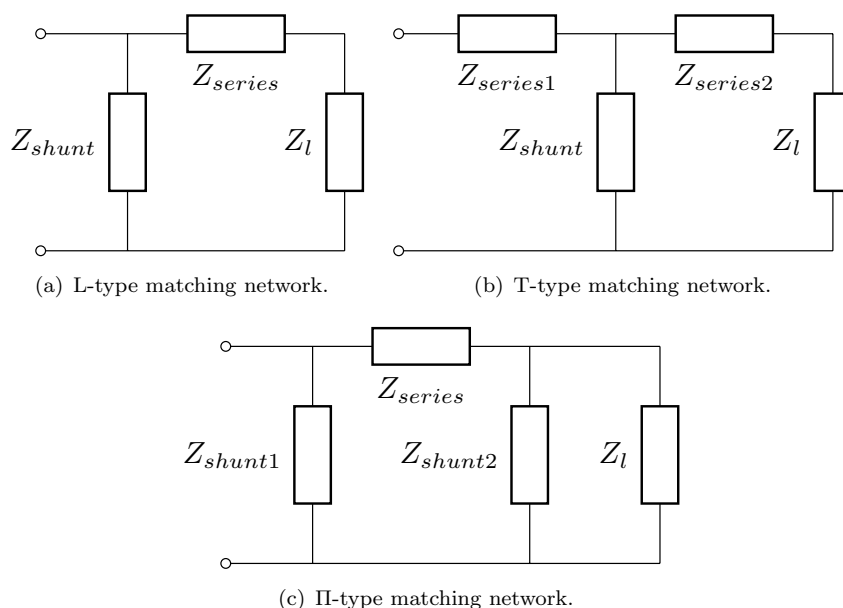 Z_series
Z_shunt
Z_l
(a) L-type matching network.
Z_series1
Z_series2
Z_shunt
Z_l
(b) T-type matching network.
Z_series
Z_shunt1
Z_shunt2
Z_l
(c) Π-type matching network.